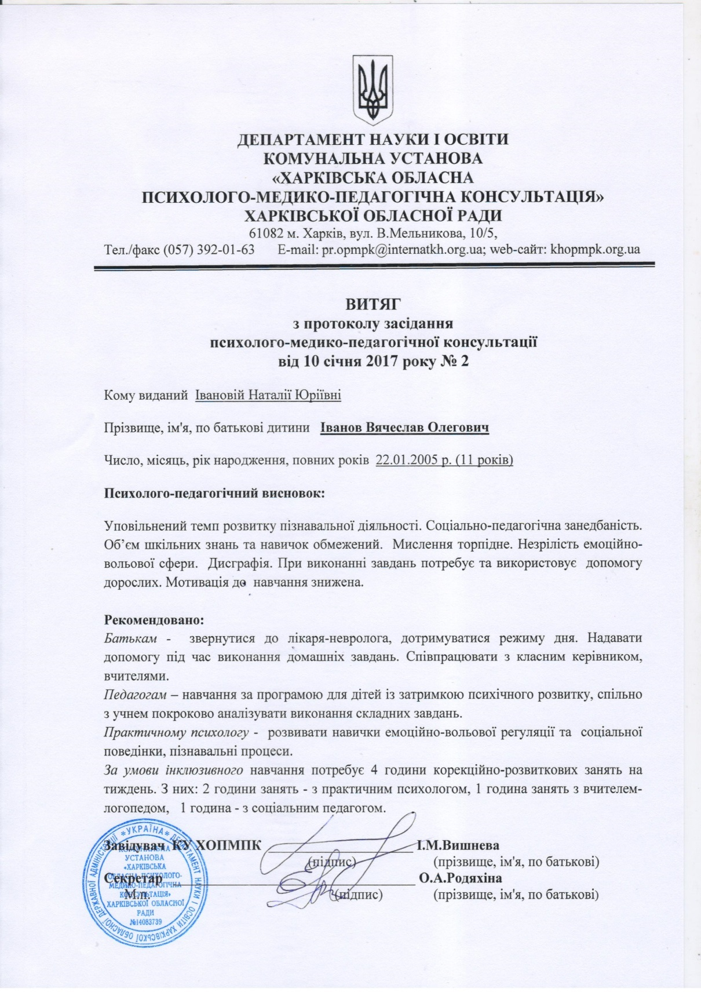 ДЕПАРТАМЕНТ НАУКИ І ОСВІТИ
КОМУНАЛЬНА УСТАНОВА
«ХАРКІВСЬКА ОБЛАСНА
ПСИХОЛОГО-МЕДИКО-ПЕДАГОГІЧНА КОНСУЛЬТАЦІЯ»
ХАРКІВСЬКОЇ ОБЛАСНОЇ РАДИ
61082 м. Харків, вул. В.Мельникова, 10/5,
Тел./факс (057) 392-01-63 E-mail: pr.opmpk@internatkh.org.ua; web-сайт: khopmpk.org.ua
ВИТЯГ
з протоколу засідання
психолого-медико-педагогічної консультації
від 10 січня 2017 року № 2
Кому виданий Івановій Наталії Юріївні
Прізвище, ім'я, по батькові дитини Іванов Вячеслав Олегович
Число, місяць, рік народження, повних років 22.01.2005 р. (11 років)
Психолого-педагогічний висновок:
Уповільнений темп розвитку пізнавальної діяльності. Соціально-педагогічна занедбаність.
Об’єм шкільних знань та навичок обмежений. Мислення торпідне. Незрілість емоційно-
вольової сфери. Дисграфія. При виконанні завдань потребує та використовує допомогу
дорослих. Мотивація до навчання знижена.
Рекомендовано:
Батькам - звернутися до лікаря-невролога, дотримуватися режиму дня. Надавати
допомогу під час виконання домашніх завдань. Співпрацювати з класним керівником,
вчителями.
Педагогам – навчання за програмою для дітей із затримкою психічного розвитку, спільно
з учнем покроково аналізувати виконання складних завдань.
Практичному психологу - розвивати навички емоційно-вольової регуляції та соціальної
поведінки, пізнавальні процеси.
За умови інклюзивного навчання потребує 4 години корекційно-розвиткових занять на
тиждень. З них: 2 години занять - з практичним психологом, 1 година занять з вчителем-
логопедом, 1 година - з соціальним педагогом.
Завідувач КУ ХОПМПК І.М.Вишнева
(підпис) (прізвище, ім'я, по батькові)
Секретар О.А.Родяхіна
М.п. (підпис) (прізвище, ім'я, по батькові)
*УКРАЇНА* ДЕПАРТАМЕНТ НАУКИ І ОСВІТИ ХАРКІВСЬКОЇ ОБЛАСНОЇ ДЕРЖАВНОЇ АДМІНІСТРАЦІЇ
КОМУНАЛЬНА
УСТАНОВА
«ХАРКІВСЬКА
ОБЛАСНА ПСИХОЛОГО-
МЕДИКО-ПЕДАГОГІЧНА
КОНСУЛЬТАЦІЯ»
ХАРКІВСЬКОЇ ОБЛАСНОЇ
РАДИ
№14083739